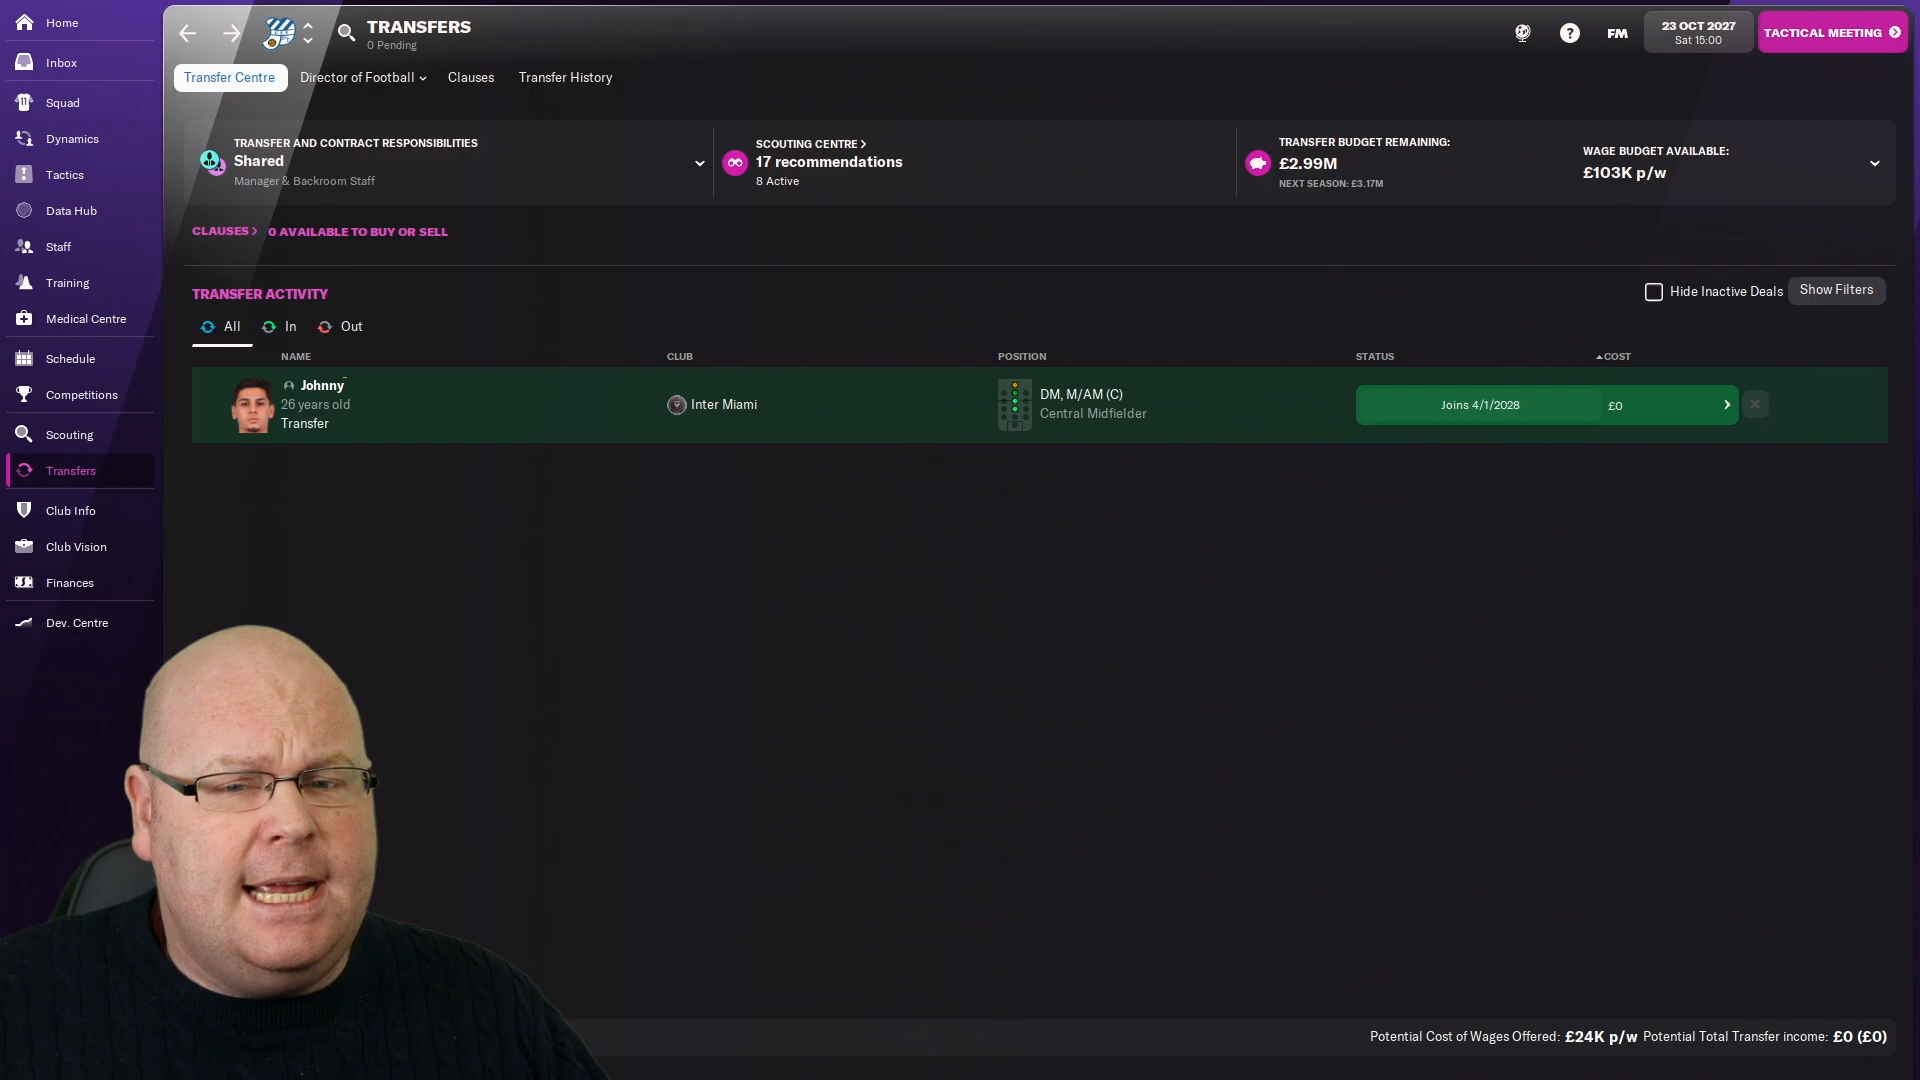 Home
Inbox
Squad
Dynamics
Tactics
Data Hub
Staff
Training
Medical Centre
Schedule
Competitions
Scouting
Transfers
Club Info
Club Vision
Finances
Dev. Centre
TRANSFERS
0 Pending
FM
23 OCT 2027
Sat 15:00
TACTICAL MEETING
Transfer Centre
Director of Football
Clauses
Transfer History
TRANSFER AND CONTRACT RESPONSIBILITIES
Shared
Manager & Backroom Staff
SCOUTING CENTRE >
17 recommendations
8 Active
TRANSFER BUDGET REMAINING:
£2.99M
NEXT SEASON: £3.17M
WAGE BUDGET AVAILABLE:
£103K p/w
CLAUSES > 0 AVAILABLE TO BUY OR SELL
TRANSFER ACTIVITY
Hide Inactive Deals
Show Filters
All
In
Out
NAME
CLUB
POSITION
STATUS
COST
Johnny
26 years old
Transfer
Inter Miami
DM, M/AM (C)
Central Midfielder
Joins 4/1/2028
£0
Potential Cost of Wages Offered: £24K p/w Potential Total Transfer income: £0 (£0)